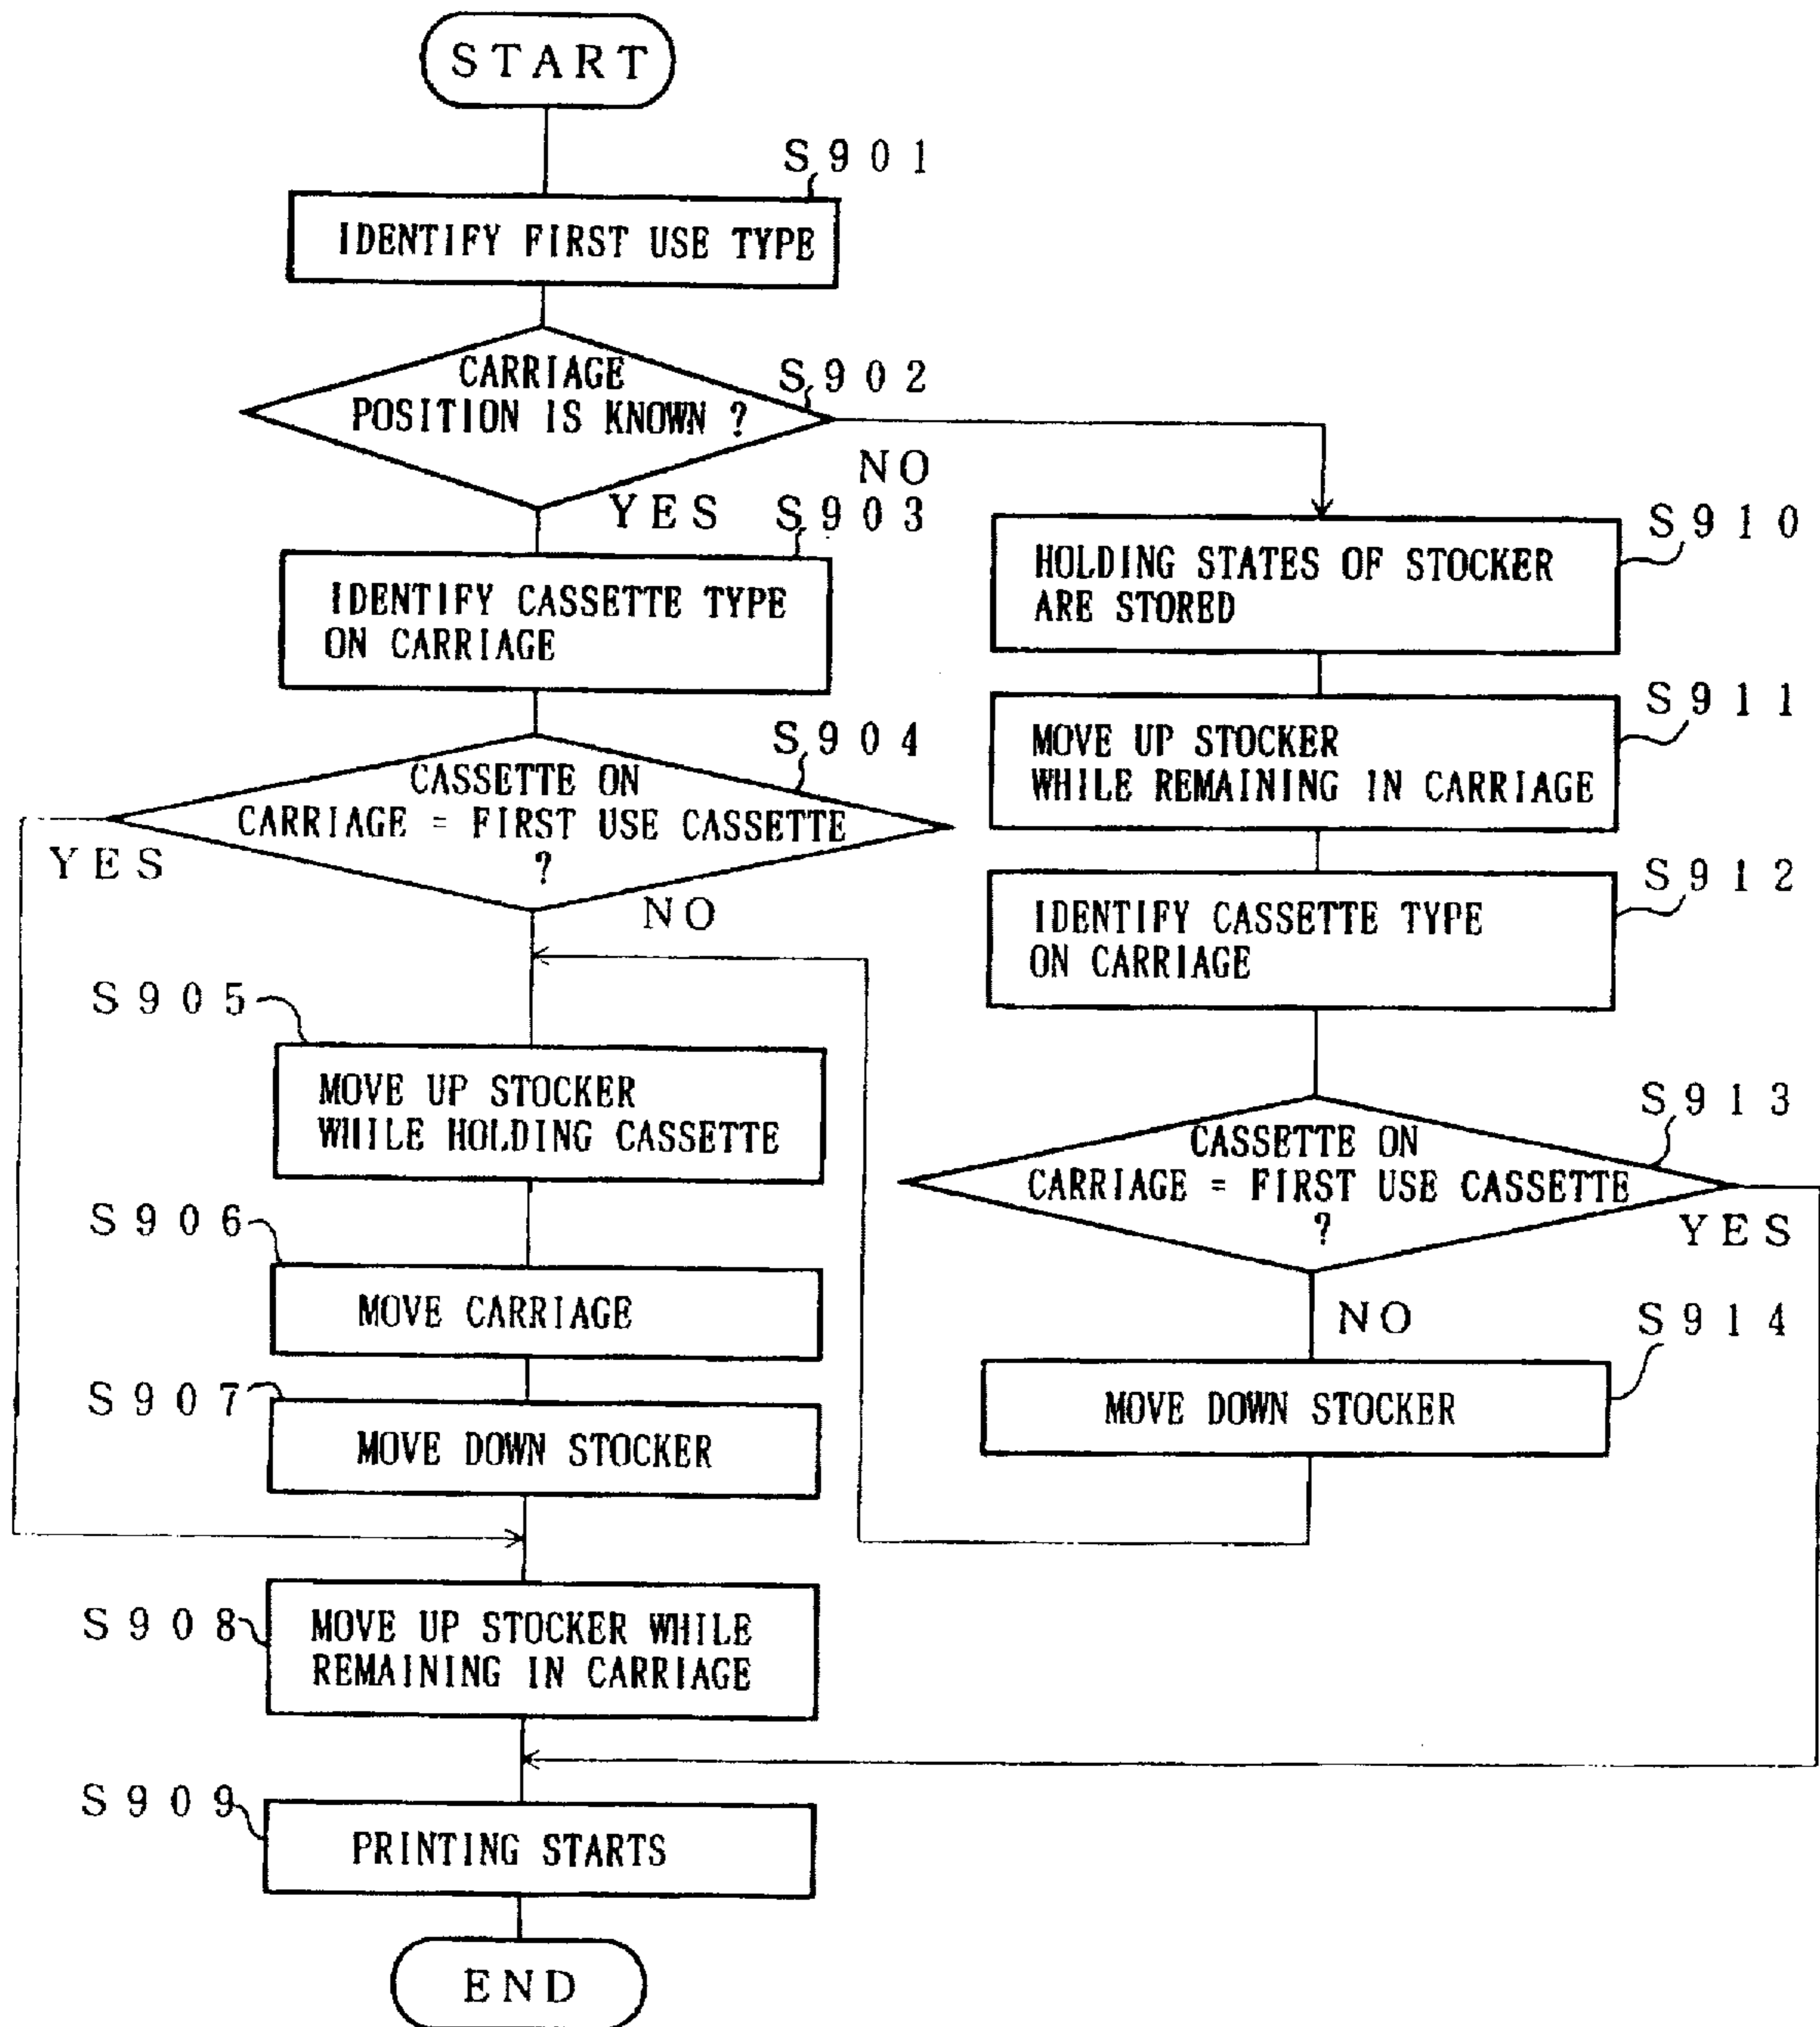 START
S901
IDENTIFY FIRST USE TYPE
CARRIAGE
POSITION IS KNOWN ?
S902
NO
YES
S903
IDENTIFY CASSETTE TYPE
ON CARRIAGE
S904
CASSETTE ON
CARRIAGE = FIRST USE CASSETTE
?
YES
NO
S905
MOVE UP STOCKER
WHILE HOLDING CASSETTE
S906
MOVE CARRIAGE
S907
MOVE DOWN STOCKER
S908
MOVE UP STOCKER WHILE
REMAINING IN CARRIAGE
S909
PRINTING STARTS
END
S910
HOLDING STATES OF STOCKER
ARE STORED
S911
MOVE UP STOCKER
WHILE REMAINING IN CARRIAGE
S912
IDENTIFY CASSETTE TYPE
ON CARRIAGE
S913
CASSETTE ON
CARRIAGE = FIRST USE CASSETTE
?
YES
NO
S914
MOVE DOWN STOCKER